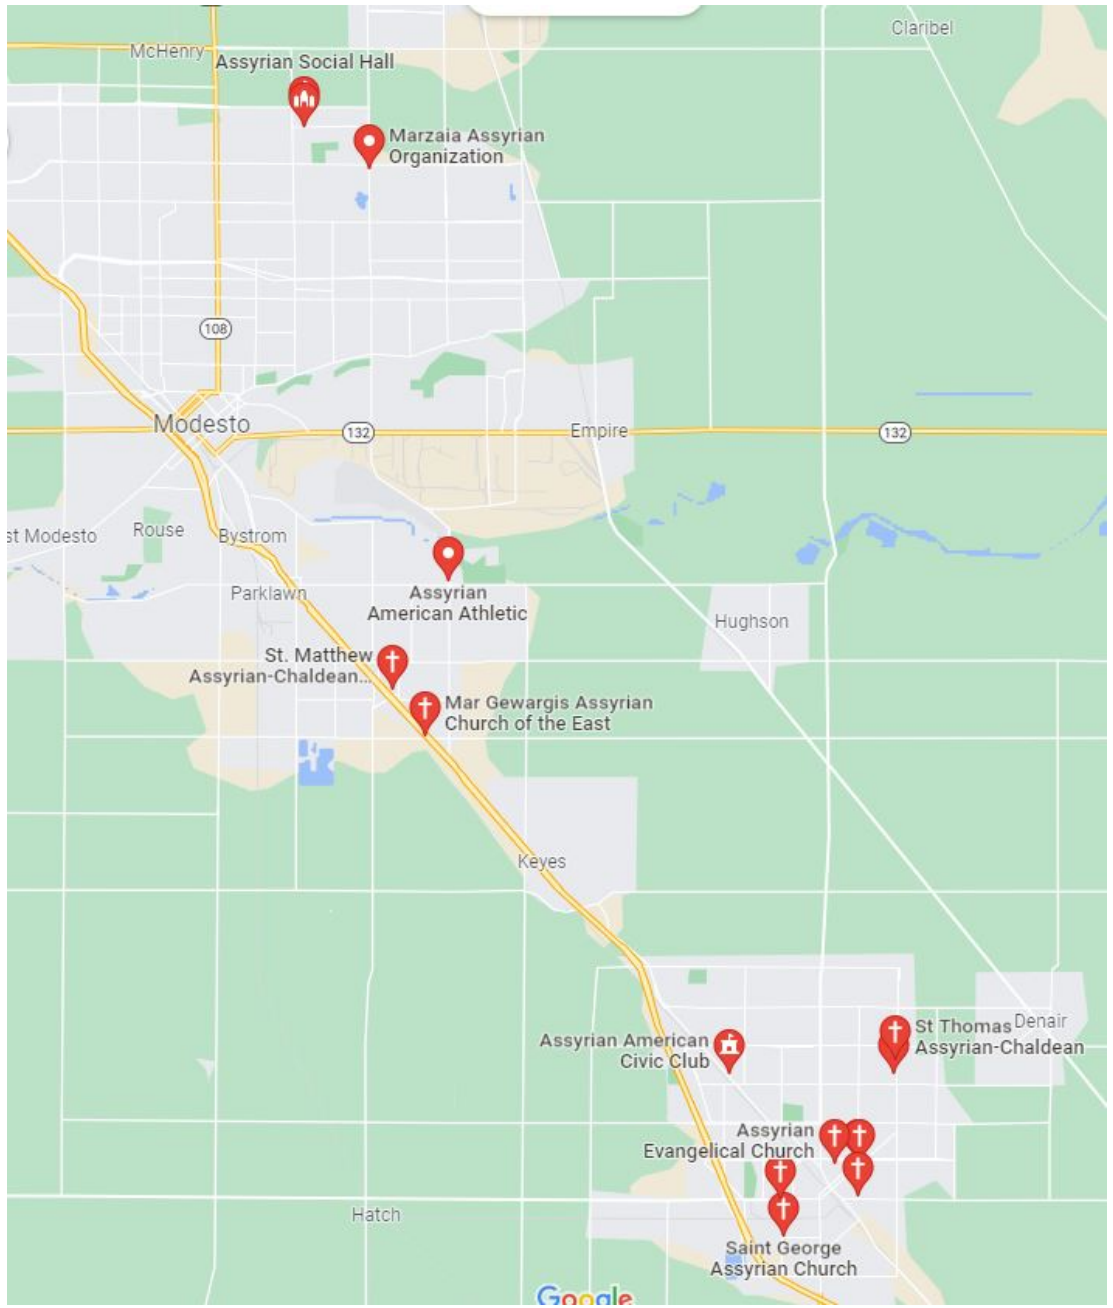 Claribel
McHenry
Assyrian Social Hall
Marzaia Assyrian
Organization
108
Modesto
132
Empire
132
st Modesto
Rouse
Bystrom
Parklawn
Assyrian
American Athletic
Hughson
St. Matthew
Assyrian-Chaldean...
Mar Gewargis Assyrian
Church of the East
Keyes
Assyrian American
Civic Club
St Thomas
Assyrian-Chaldean
Denair
Assyrian
Evangelical Church
Hatch
Saint George
Assyrian Church
Google